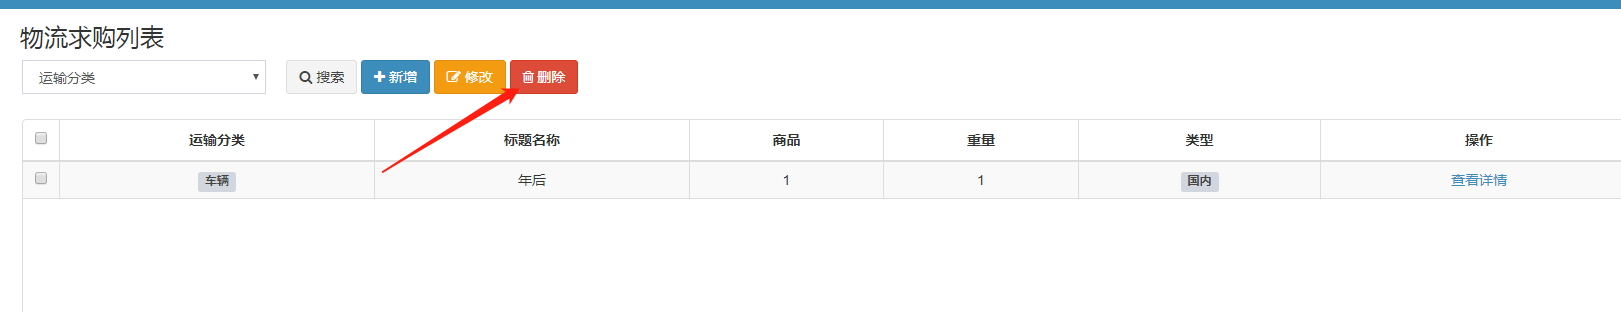 物流求购列表
运输分类 搜索 新增 修改 删除
运输分类 标题名称 商品 重量 类型 操作
车辆 年后 1 1 国内 查看详情